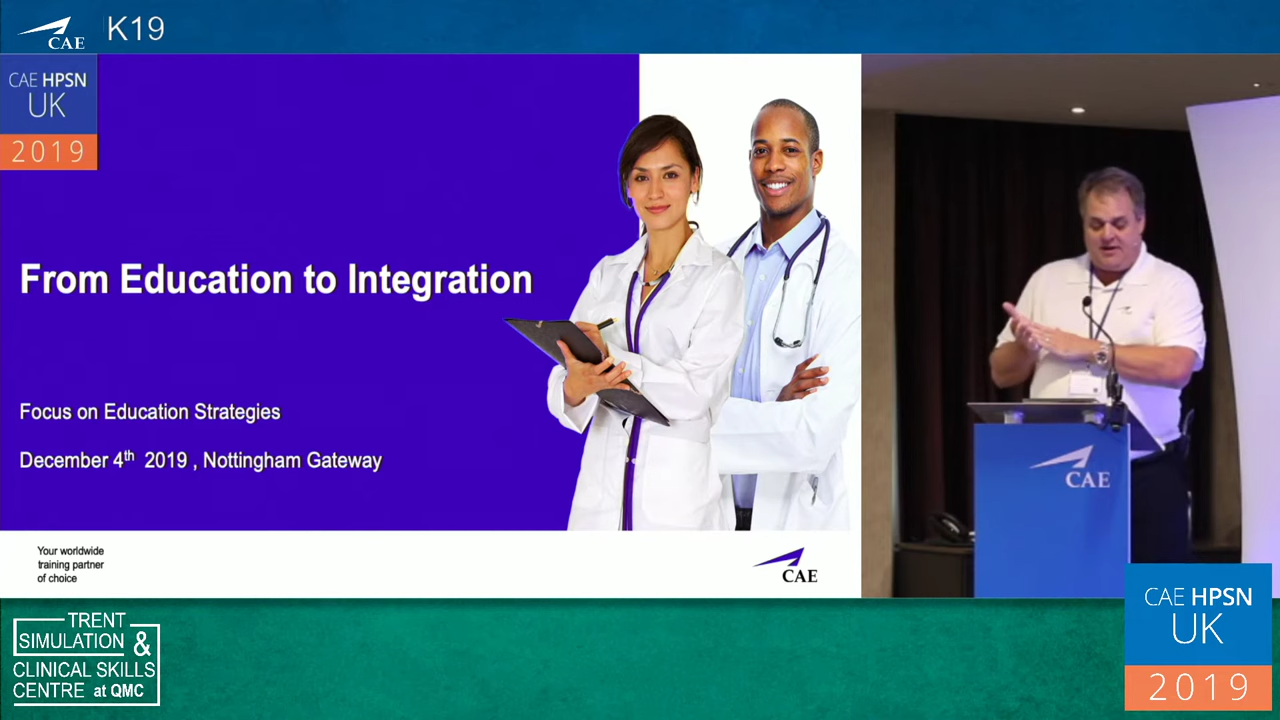 CAE
K19
CAE HPSN
UK
2019
From Education to Integration
Focus on Education Strategies
December 4th 2019 , Nottingham Gateway
Your worldwide
training partner
of choice
CAE
CAE
TRENT
SIMULATION &
CLINICAL SKILLS
CENTRE at QMC
CAE HPSN
UK
2019